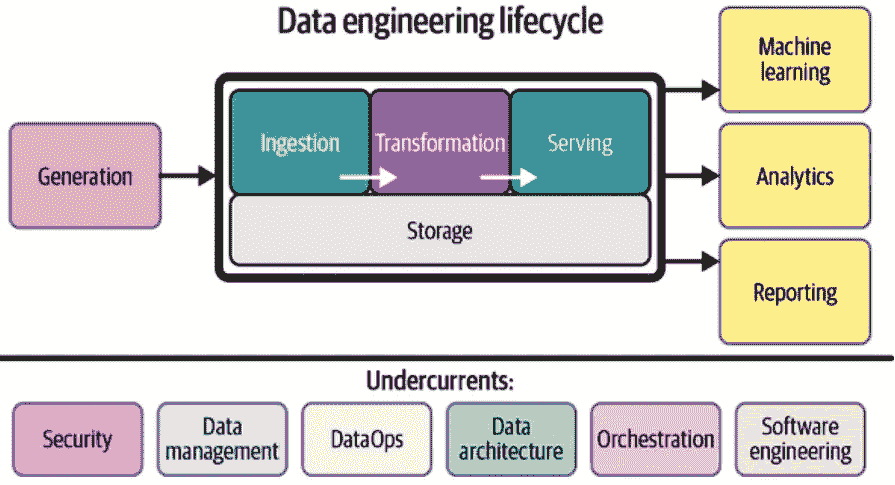 Data engineering lifecycle
Generation
Ingestion
Transformation
Serving
Storage
Machine
learning
Analytics
Reporting
Undercurrents:
Security
Data
management
DataOps
Data
architecture
Orchestration
Software
engineering